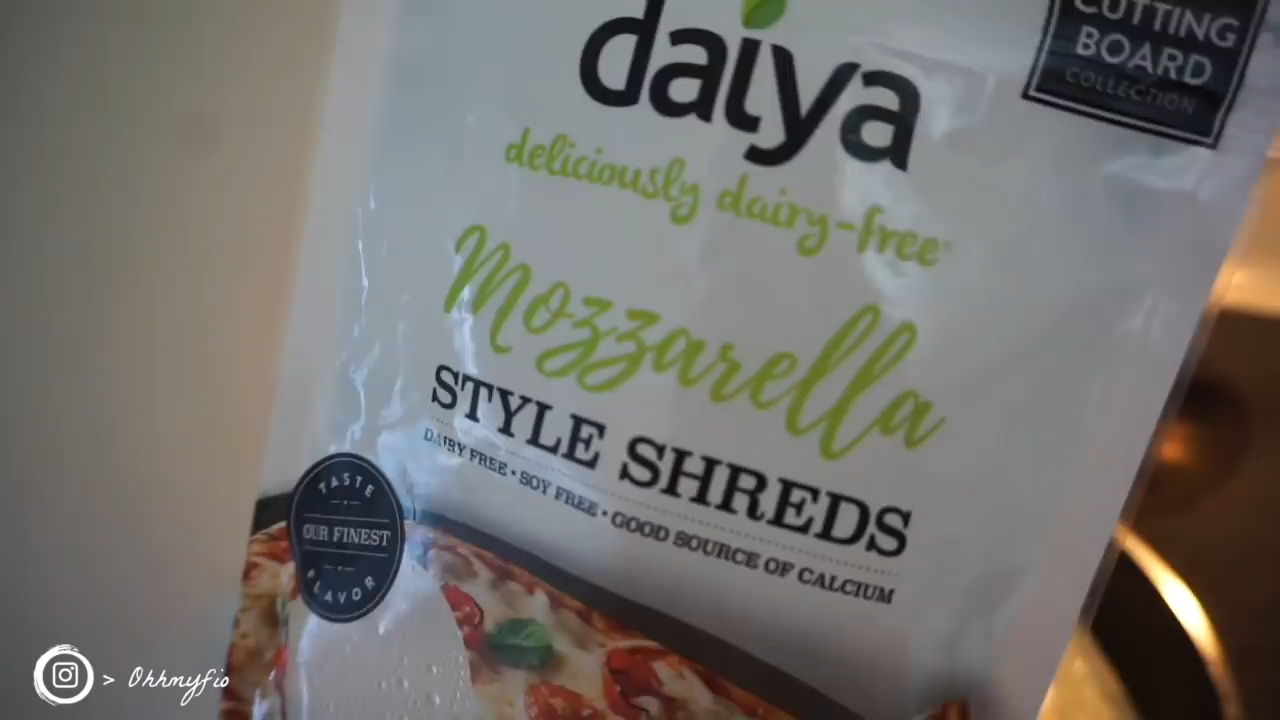 CUTTING
BOARD
COLLECTION
daiya
deliciously dairy-free
Mozzarella
STYLE SHREDS
DAIRY FREE • SOY FREE • GOOD SOURCE OF CALCIUM
TASTE
OUR FINEST
FLAVOR
> Ohhmyfio